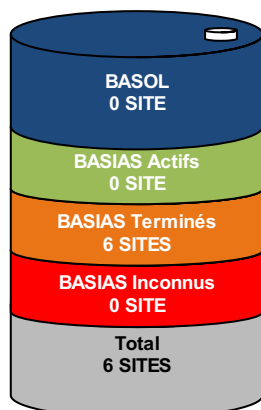 BASOL
0 SITE
BASIAS Actifs
0 SITE
BASIAS Terminés
6 SITES
BASIAS Inconnus
0 SITE
Total
6 SITES